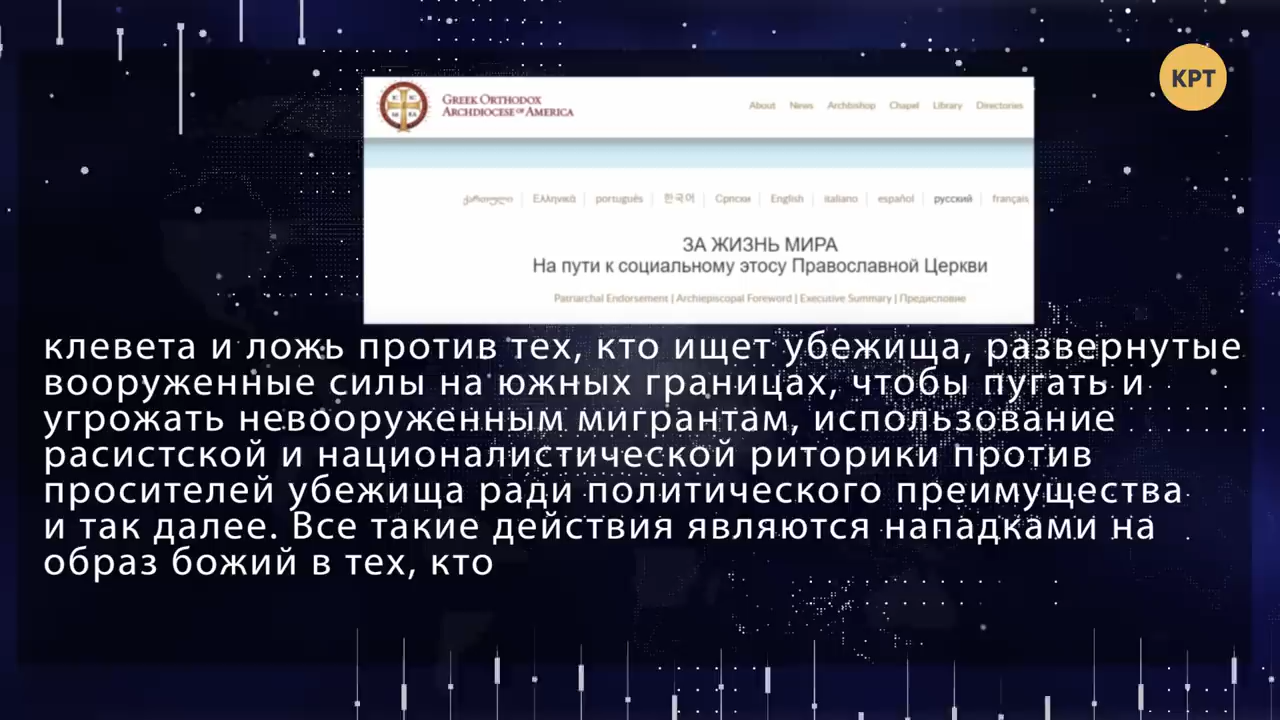 КРТ
GREEK ORTHODOX
ARCHDIOCESE OF AMERICA
About News Archbishop Chapel Library Directories
ქართული Ελληνικά português 한국어 Српски English italiano español русский français
ЗА ЖИЗНЬ МИРА
На пути к социальному этосу Православной Церкви
Patriarchal Endorsement | Archiepiscopal Foreword | Executive Summary | Предисловие
клевета и ложь против тех, кто ищет убежища, развернутые
вооруженные силы на южных границах, чтобы пугать и
угрожать невооруженным мигрантам, использование
расистской и националистической риторики против
просителей убежища ради политического преимущества
и так далее. Все такие действия являются нападками на
образ божий в тех, кто